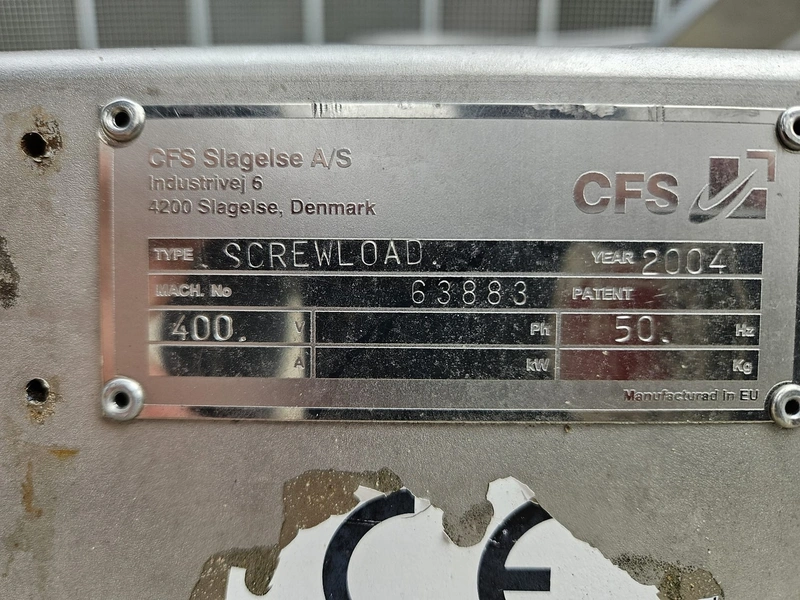 CFS Slagelse A/S
Industrivej 6
4200 Slagelse, Denmark
CFS
TYPE .SCREWLOAD. YEAR 2004
MACH. No 63883 PATENT
400. V Ph 50. Hz
A kW Kg
Manufacturad in EU
CE